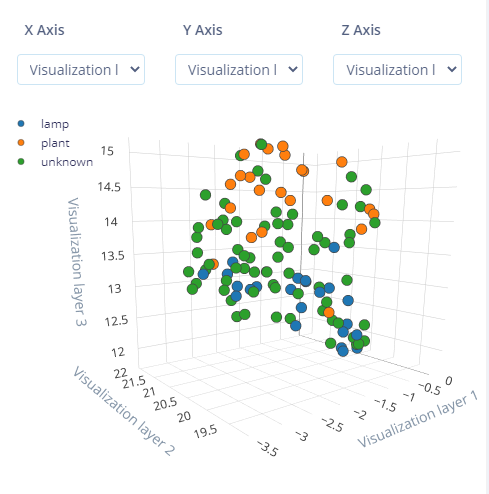 X Axis Y Axis Z Axis
Visualization l Visualization l Visualization l
lamp
plant
unknown
15
14.5
14
13.5
13
12.5
12
Visualization layer 3
22
21.5
21
20.5
20
19.5
Visualization layer 2
−3.5
−3
−2.5
−2
−1.5
−1
−0.5
0
Visualization layer 1